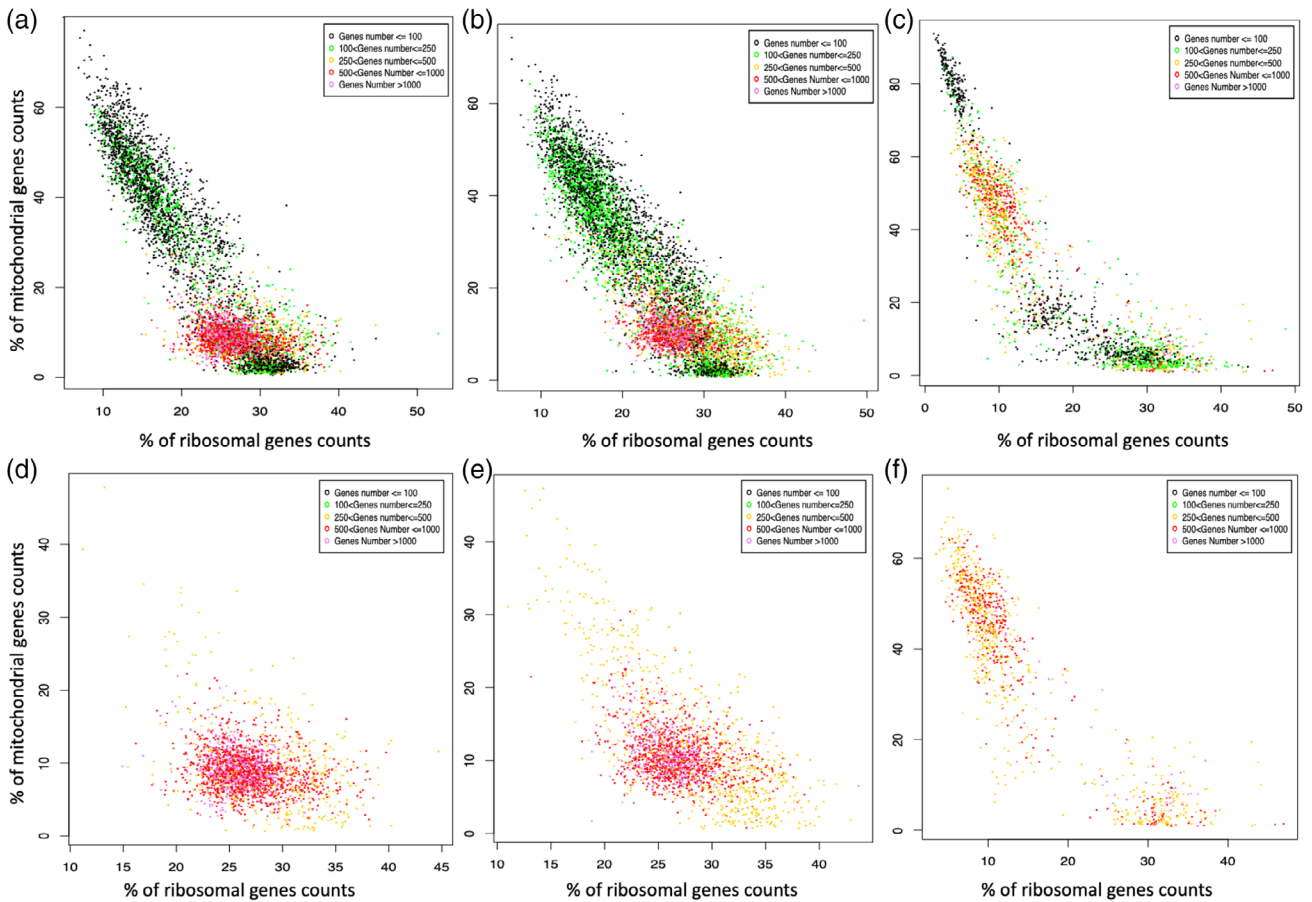 (a)
% of mitochondrial genes counts
0 20 40 60
10 20 30 40 50
% of ribosomal genes counts
Genes number <= 100
100<Genes number<=250
250<Genes number<=500
500<Genes Number <=1000
Genes Number >1000
(b)
0 20 40 60
10 20 30 40 50
% of ribosomal genes counts
Genes number <= 100
100<Genes number<=250
250<Genes number<=500
500<Genes Number <=1000
Genes Number >1000
(c)
0 20 40 60 80
0 10 20 30 40 50
% of ribosomal genes counts
Genes number <= 100
100<Genes number<=250
250<Genes number<=500
500<Genes Number <=1000
Genes Number >1000
(d)
% of mitochondrial genes counts
0 10 20 30 40
10 15 20 25 30 35 40 45
% of ribosomal genes counts
Genes number <= 100
100<Genes number<=250
250<Genes number<=500
500<Genes Number <=1000
Genes Number >1000
(e)
0 10 20 30 40
15 20 25 30 35 40
% of ribosomal genes counts
Genes number <= 100
100<Genes number<=250
250<Genes number<=500
500<Genes Number <=1000
Genes Number >1000
(f)
0 20 40 60
10 20 30 40
% of ribosomal genes counts
Genes number <= 100
100<Genes number<=250
250<Genes number<=500
500<Genes Number <=1000
Genes Number >1000